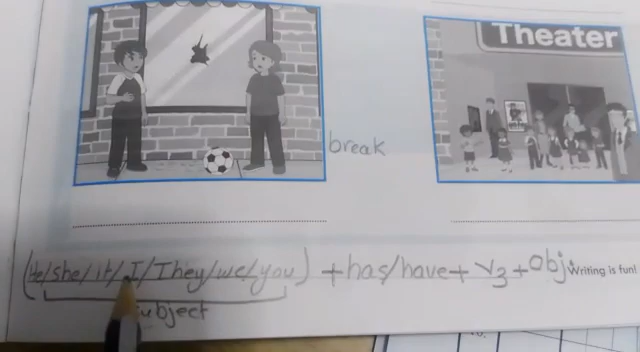 Theater
break
(He/she/it/I/They/we/you) + has/have + V3 + obj.
Writing is fun!
subject